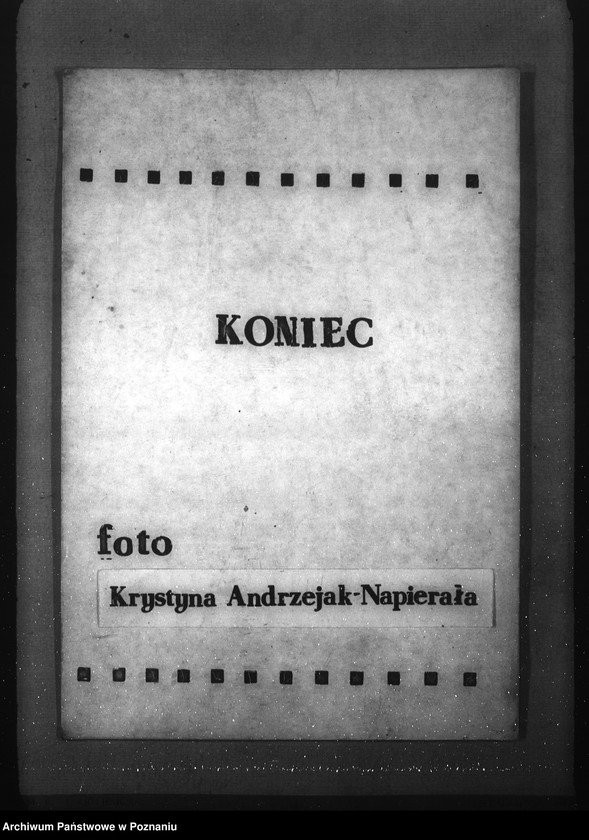 KONIEC
foto
Krystyna Andrzejak-Napierała
Archiwum Państwowe w Poznaniu